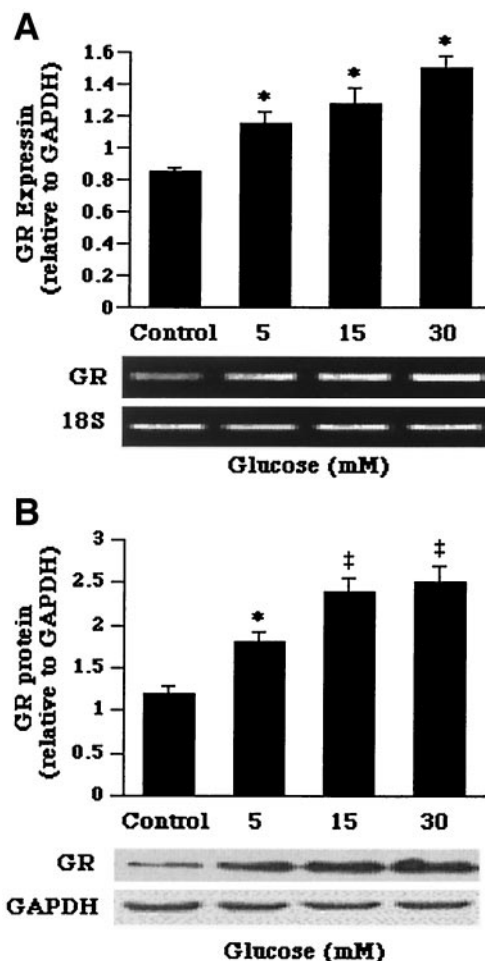 A
GR Expressin
(relative to GAPDH)
1.6
1.4
1.2
1
0.8
0.6
0.4
0.2
0
*
*
*
Control 5 15 30
GR
18S
Glucose (mM)
B
GR protein
(relative to GAPDH)
3
2.5
2
1.5
1
0.5
0
*
‡
‡
Control 5 15 30
GR
GAPDH
Glucose (mM)